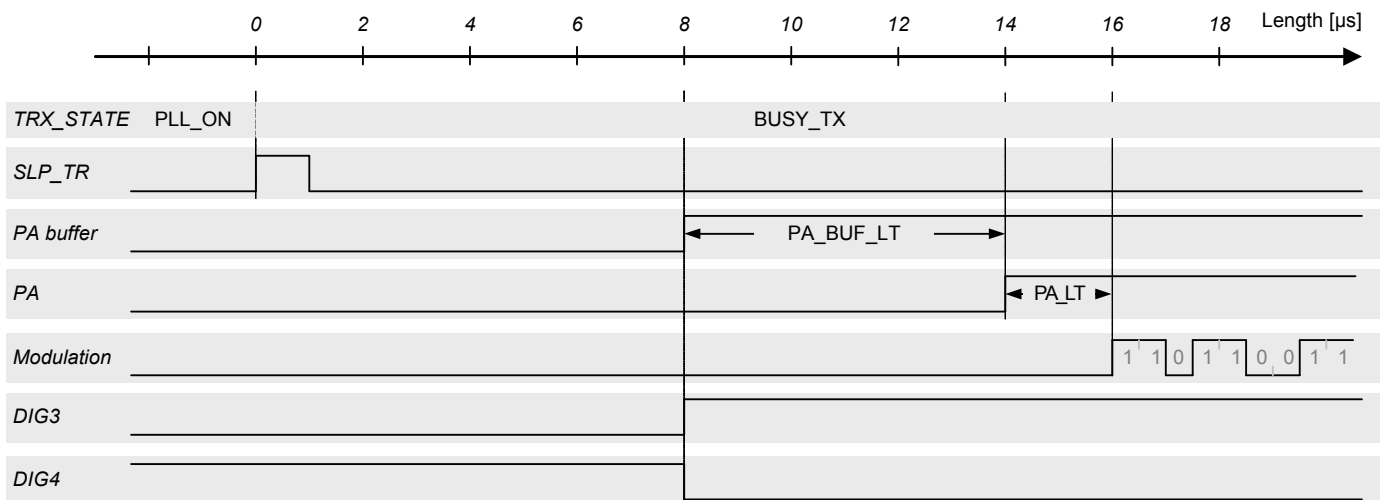 0 2 4 6 8 10 12 14 16 18 Length [µs]
TRX_STATE PLL_ON BUSY_TX
SLP_TR
PA buffer PA_BUF_LT
PA PA_LT
Modulation 1 1 0 1 1 0 0 1 1
DIG3
DIG4